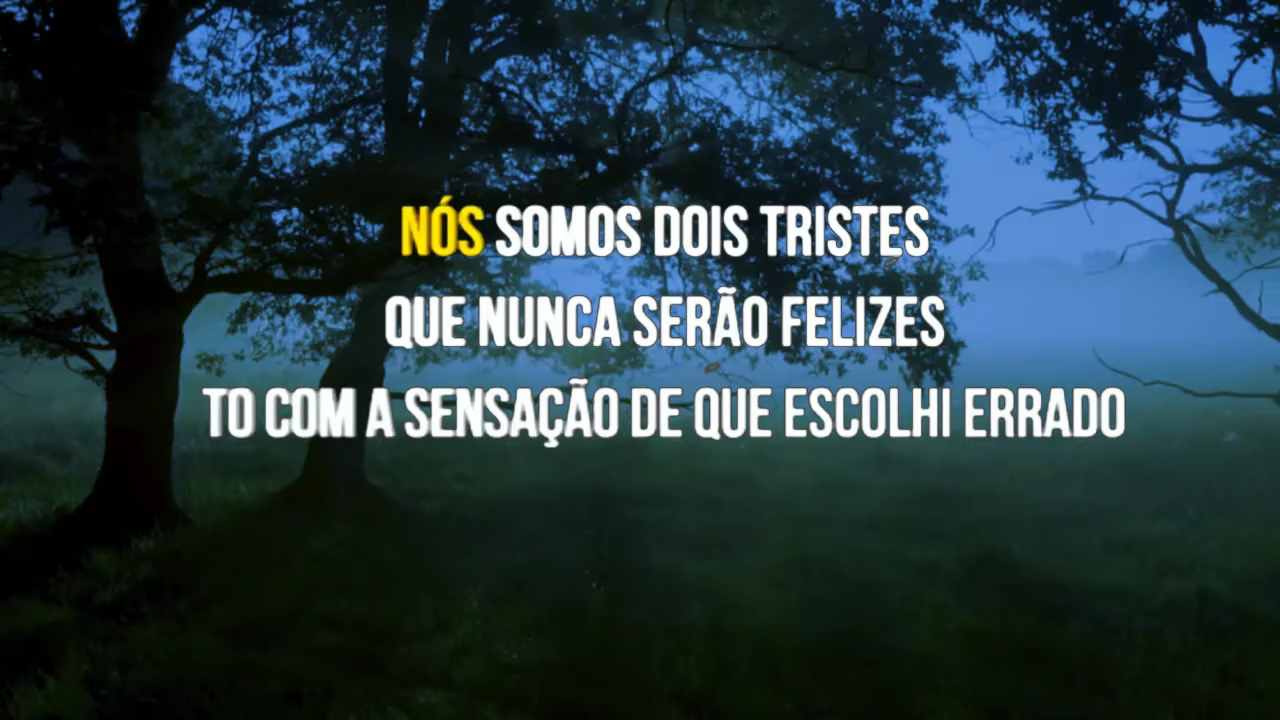 NÓS SOMOS DOIS TRISTES
QUE NUNCA SERÃO FELIZES
TO COM A SENSAÇÃO DE QUE ESCOLHI ERRADO